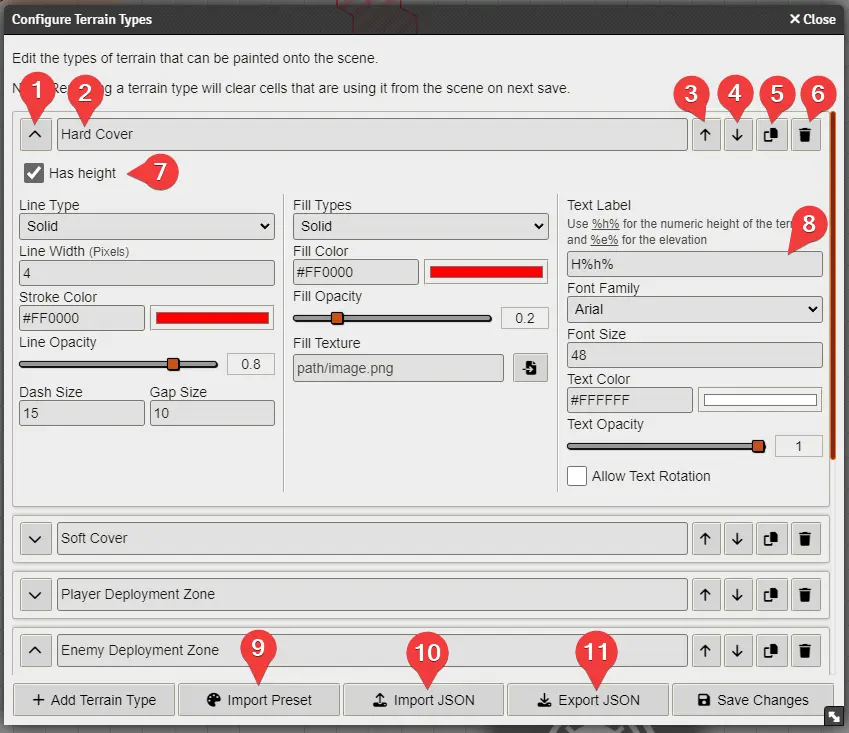 Configure Terrain Types
Close
Edit the types of terrain that can be painted onto the scene.
a terrain type will clear cells that are using it from the scene on next save.
1 2 3 4 5 6
Hard Cover
Has height 7
Line Type
Solid
Line Width (Pixels)
4
Stroke Color
#FF0000
Line Opacity
0.8
Dash Size Gap Size
15 10
Fill Types
Solid
Fill Color
#FF0000
Fill Opacity
0.2
Fill Texture
path/image.png
Text Label
Use %h% for the numeric height of the
and %e% for the elevation
8
H%h%
Font Family
Arial
Font Size
48
Text Color
#FFFFFF
Text Opacity
1
Allow Text Rotation
Soft Cover
Player Deployment Zone
Enemy Deployment Zone
9 10 11
+ Add Terrain Type Import Preset Import JSON Export JSON Save Changes